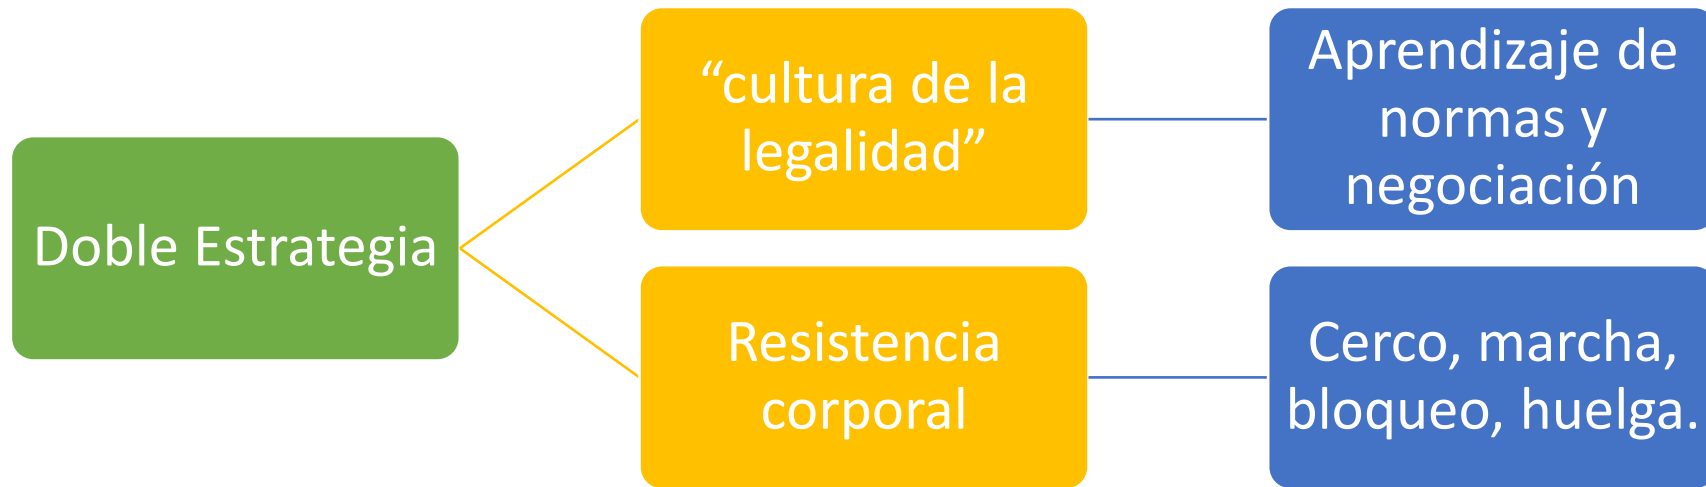 Doble Estrategia
“cultura de la
legalidad”
Aprendizaje de
normas y
negociación
Resistencia
corporal
Cerco, marcha,
bloqueo, huelga.